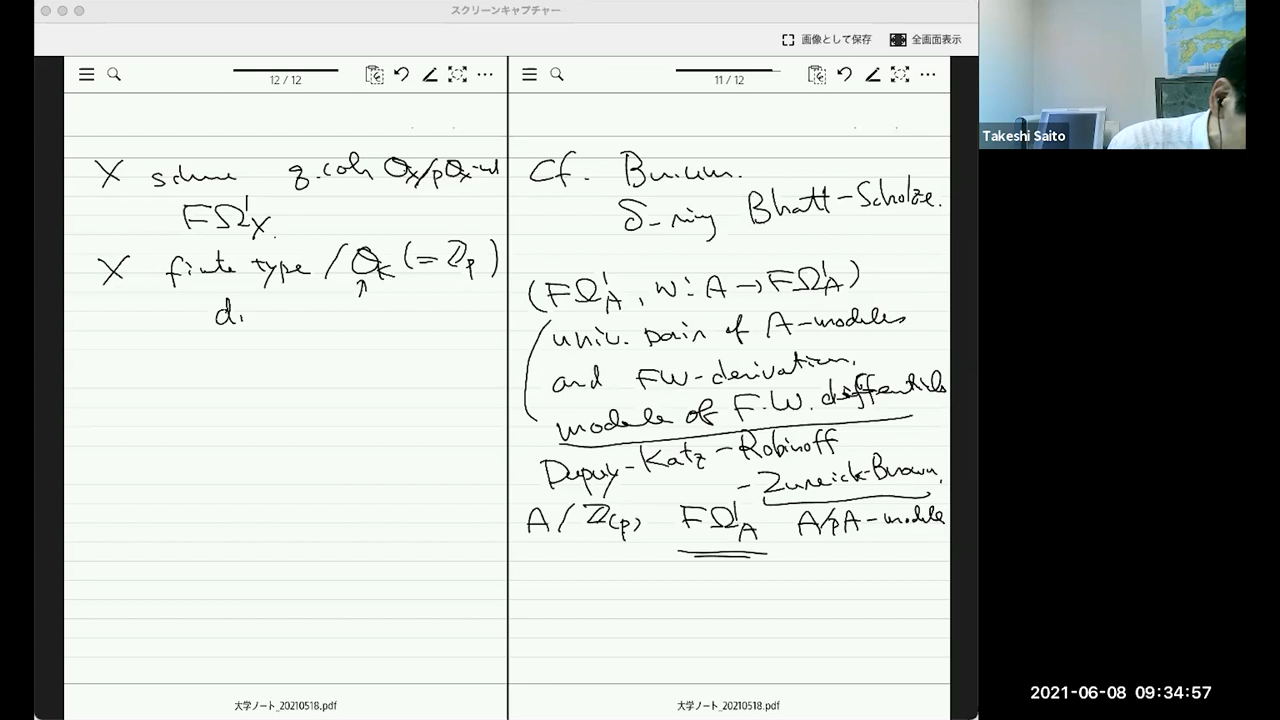 スクリーンキャプチャー
画像として保存
全画面表示
12 / 12
X scheme q.coh O_X/pO_X-
FΩ¹_X.
X finite type / O_K (= Z_p)
↑
d,
大学ノート_20210518.pdf
11 / 12
Cf. Buium.
δ-ring Bhatt-Scholze.
(FΩ¹_A, w: A → FΩ¹_A)
univ. pair of A-modules
and FW-derivation.
module of F.W. differentials
Dupuy-Katz-Rabinoff
- Zureick-Brown.
A / Z_(p) FΩ¹_A A/pA-module
大学ノート_20210518.pdf
Takeshi Saito
2021-06-08 09:34:57